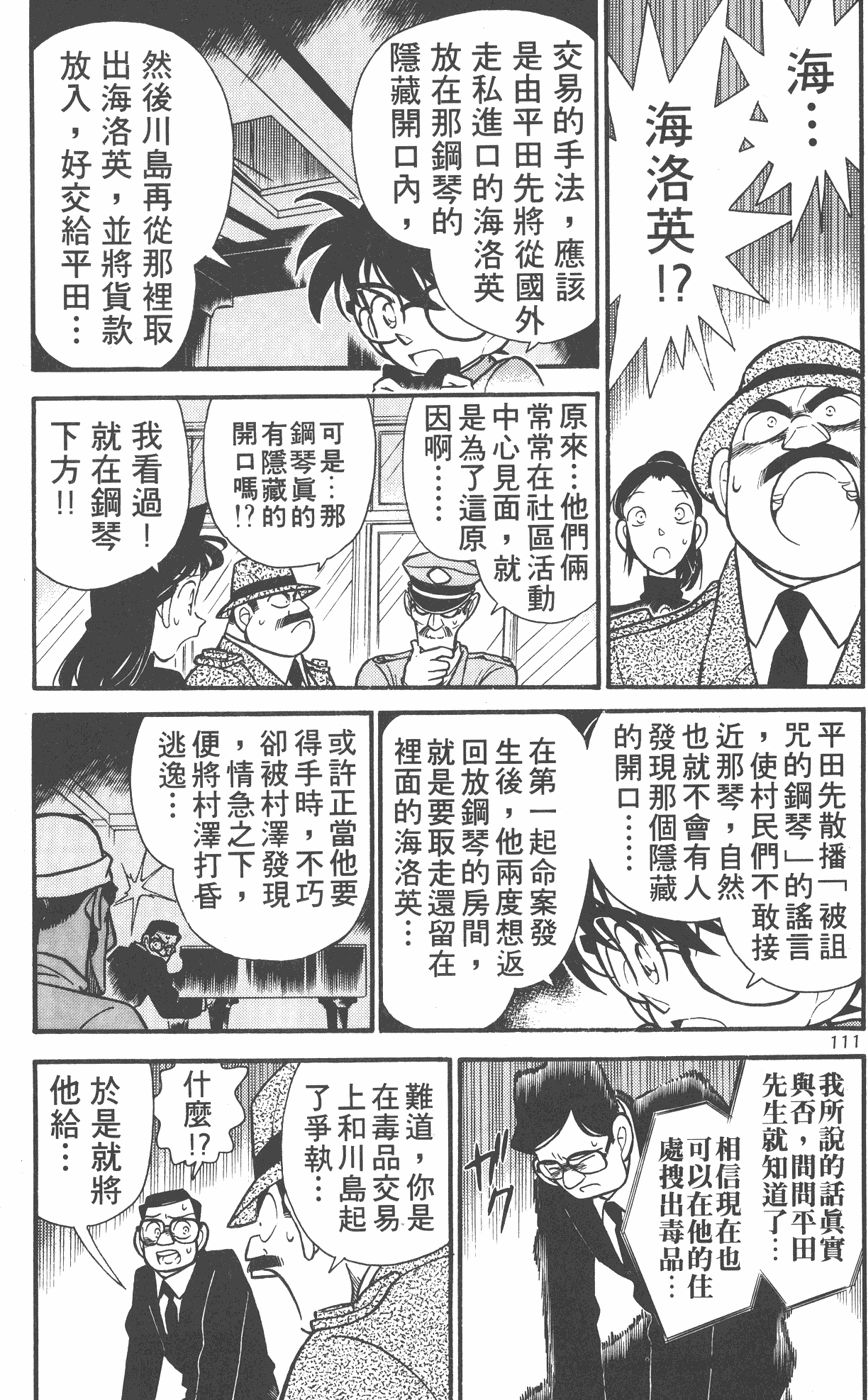 海…
海洛英!?
交易的手法，應該
是由平田先將從國外
走私進口的海洛英
放在那鋼琴的
隱藏開口內，
然後川島再從那裡取
出海洛英，並將貨款
放入，好交給平田…
原來…他們倆
常常在社區活動
中心見面，就
是為了這原
因啊……
可是…那
鋼琴眞的
有隱藏的
開口嗎!?
我看過！
就在鋼琴
下方!!
平田先散播「被詛
咒的鋼琴」的謠言
，使村民們不敢接
近那琴，自然
也就不會有人
發現那個隱藏
的開口……
在第一起命案發
生後，他兩度想返
回放鋼琴的房間，
就是要取走還留在
裡面的海洛英…
或許正當他要
得手時，不巧
卻被村澤發現
，情急之下，
便將村澤打昏
逃逸…
111
我所說的話眞實
與否，問問平田
先生就知道了…
相信現在也
可以在他的住
處搜出毒品…
ガクッ
難道，你是
在毒品交易
上和川島起
了爭執…
什麼!?
於是就將
他給…